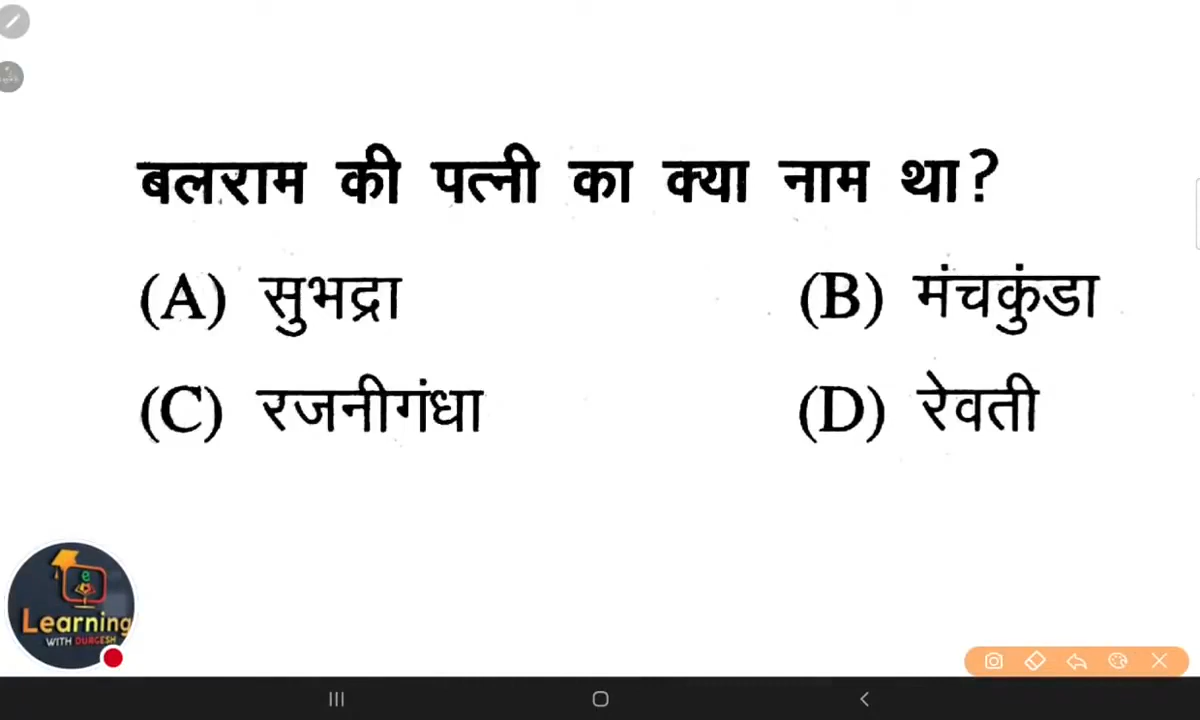 बलराम की पत्नी का क्या नाम था?
(A) सुभद्रा (B) मंचकुंडा
(C) रजनीगंधा (D) रेवती
e
Learning
WITH DURGESH